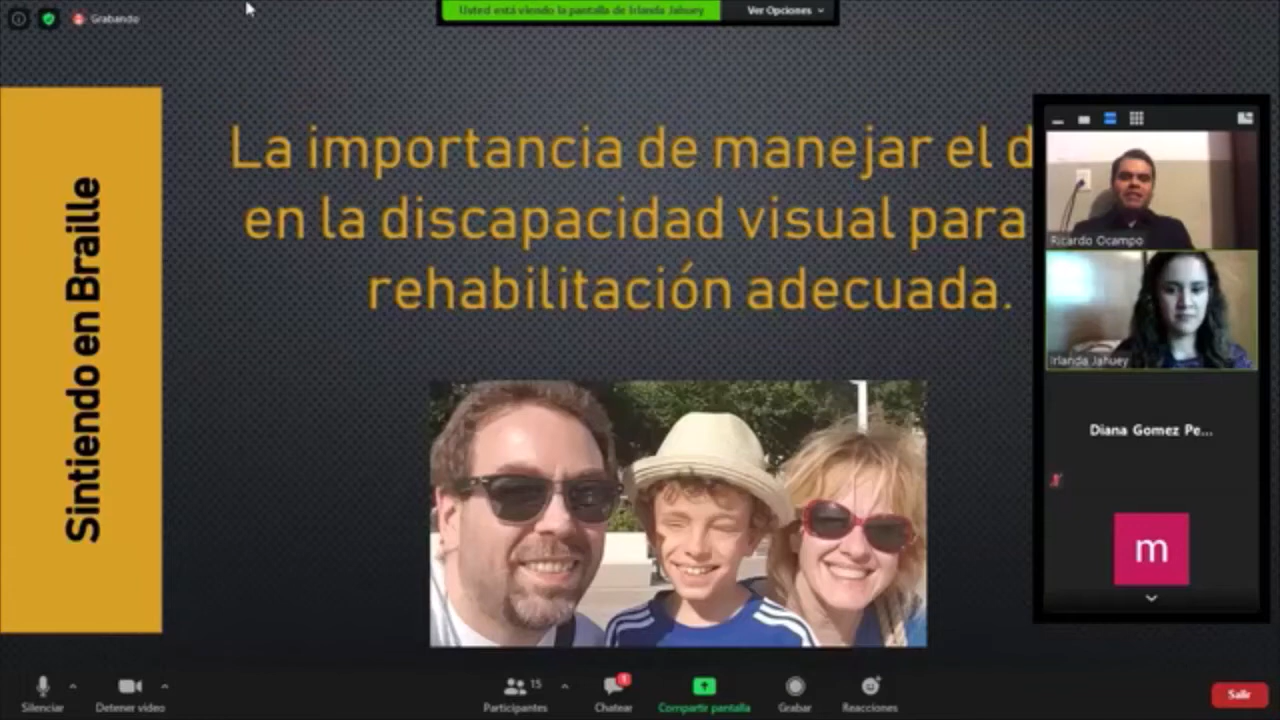 Grabando
Usted está viendo la pantalla de Irlanda Jahuey
Ver Opciones
Sintiendo en Braille
La importancia de manejar el d
en la discapacidad visual para
rehabilitación adecuada.
Ricardo Ocampo
Irlanda Jahuey
Diana Gomez Pe...
m
Silenciar
Detener video
15
Participantes
1
Chatear
Compartir pantalla
Grabar
Reacciones
Salir